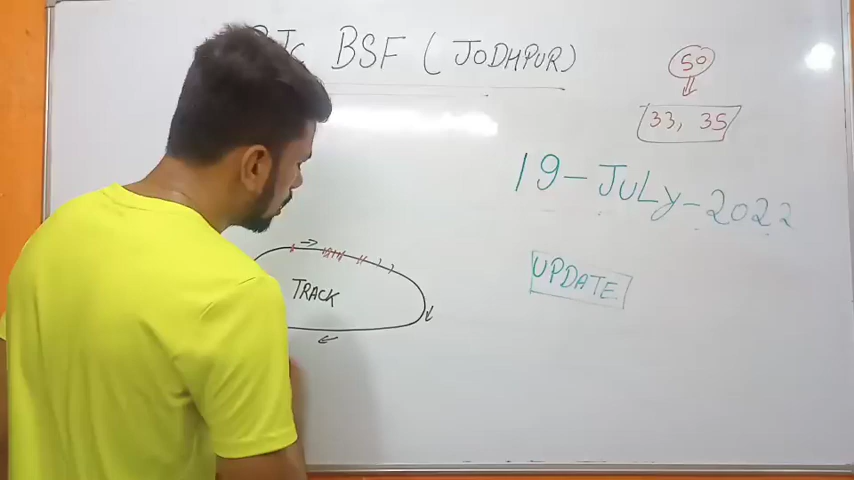 BSF (JODHPUR)
50
33, 35
19-JULY-2022
UPDATE
TRACK